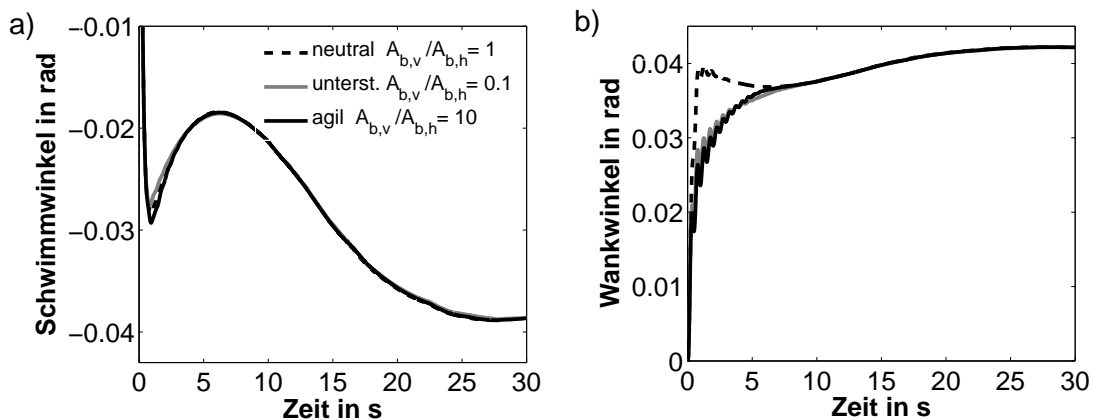 a)
Schwimmwinkel in rad
−0.01
−0.02
−0.03
−0.04
neutral A_b,v /A_b,h = 1
unterst. A_b,v /A_b,h = 0.1
agil A_b,v /A_b,h = 10
0 5 10 15 20 25 30
Zeit in s
b)
Wankwinkel in rad
0.04
0.03
0.02
0.01
0
0 5 10 15 20 25 30
Zeit in s